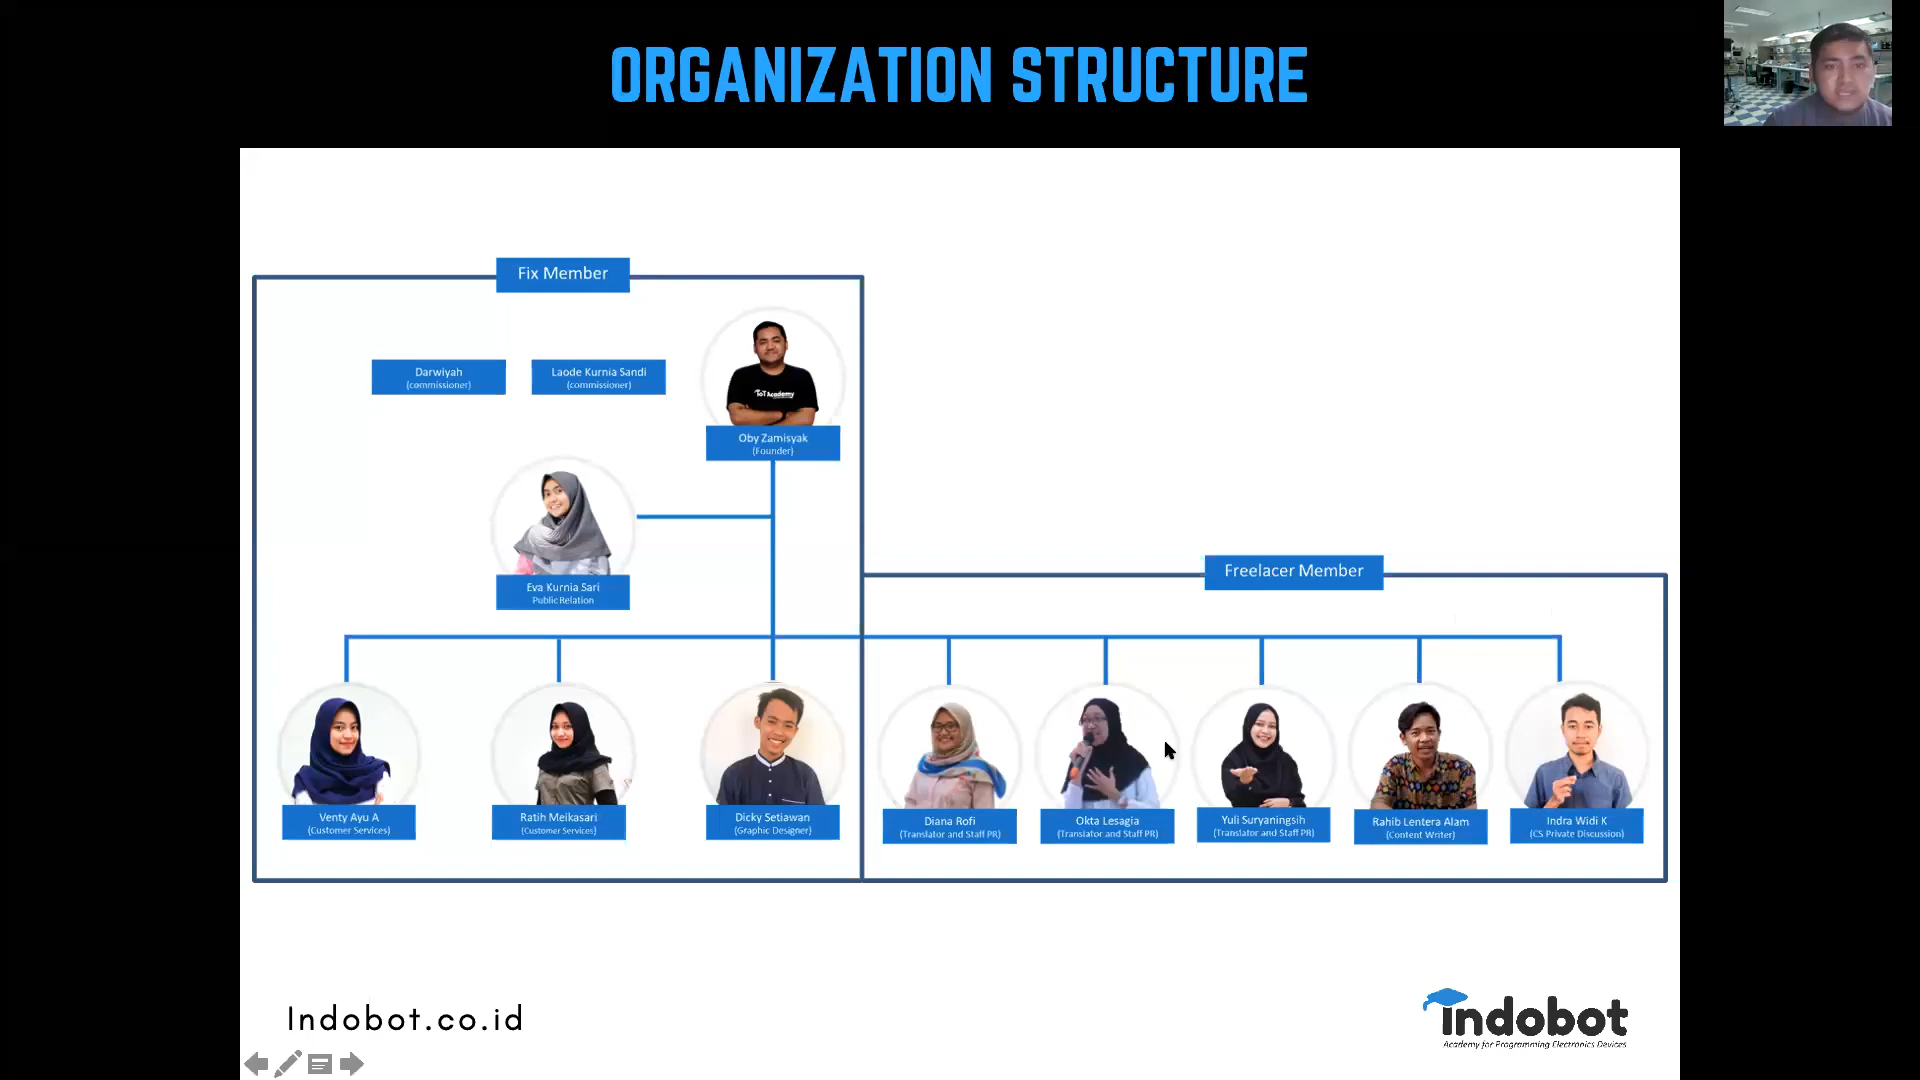 ORGANIZATION STRUCTURE
Fix Member
Darwiyah
(commissioner)
Laode Kurnia Sandi
(commissioner)
IoT Academy
Oby Zamisyak
(Founder)
Eva Kurnia Sari
Public Relation
Freelacer Member
Venty Ayu A
(Customer Services)
Ratih Meikasari
(Customer Services)
Dicky Setiawan
(Graphic Designer)
Diana Rofi
(Translator and Staff PR)
Okta Lesagia
(Translator and Staff PR)
Yuli Suryaningsih
(Translator and Staff PR)
Rahib Lentera Alam
(Content Writer)
Indra Widi K
(CS Private Discussion)
Indobot.co.id
indobot
Academy for Programming Electronics Devices